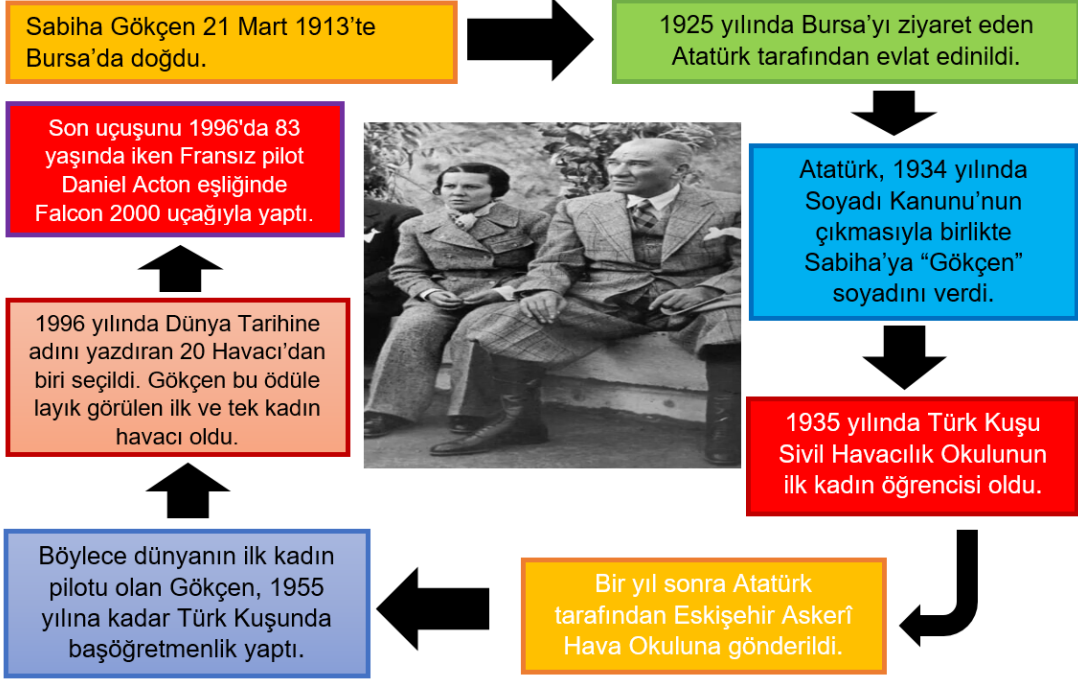 Sabiha Gökçen 21 Mart 1913’te
Bursa’da doğdu.
1925 yılında Bursa’yı ziyaret eden
Atatürk tarafından evlat edinildi.
Atatürk, 1934 yılında
Soyadı Kanunu’nun
çıkmasıyla birlikte
Sabiha’ya “Gökçen”
soyadını verdi.
1935 yılında Türk Kuşu
Sivil Havacılık Okulunun
ilk kadın öğrencisi oldu.
Bir yıl sonra Atatürk
tarafından Eskişehir Askerî
Hava Okuluna gönderildi.
Böylece dünyanın ilk kadın
pilotu olan Gökçen, 1955
yılına kadar Türk Kuşunda
başöğretmenlik yaptı.
1996 yılında Dünya Tarihine
adını yazdıran 20 Havacı’dan
biri seçildi. Gökçen bu ödüle
layık görülen ilk ve tek kadın
havacı oldu.
Son uçuşunu 1996'da 83
yaşında iken Fransız pilot
Daniel Acton eşliğinde
Falcon 2000 uçağıyla yaptı.